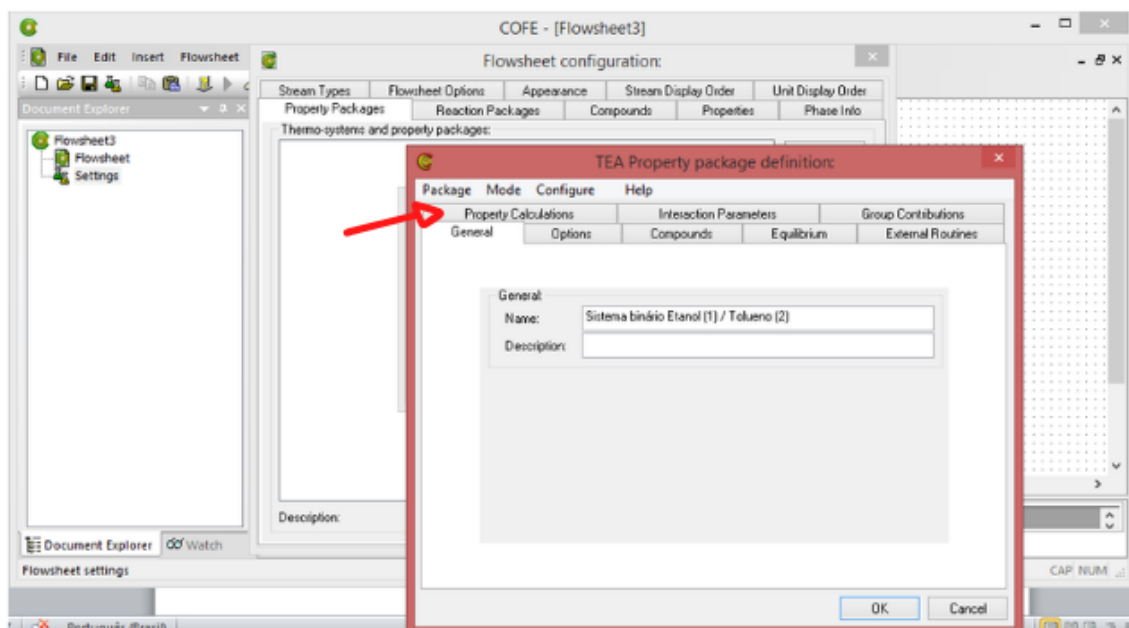 COFE - [Flowsheet3]
File Edit Insert Flowsheet
Flowsheet configuration:
Document Explorer
Flowsheet3
Flowsheet
Settings
Stream Types Flowsheet Options Appearance Stream Display Order Unit Display Order
Property Packages Reaction Packages Compounds Properties Phase Info
Thermo-systems and property packages:
TEA Property package definition:
Package Mode Configure Help
Property Calculations Interaction Parameters Group Contributions
General Options Compounds Equilibrium External Routines
General:
Name: Sistema binário Etanol (1) / Tolueno (2)
Description:
OK Cancel
Description:
Document Explorer Watch
Flowsheet settings
CAP NUM
Português (Brasil)